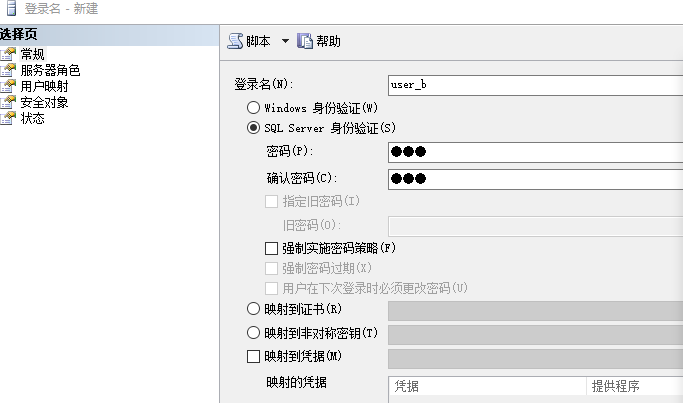 登录名 - 新建
选择页
常规
服务器角色
用户映射
安全对象
状态
脚本 帮助
登录名(N): user_b
Windows 身份验证(W)
SQL Server 身份验证(S)
密码(P): ●●●
确认密码(C): ●●●
指定旧密码(I)
旧密码(O):
强制实施密码策略(F)
强制密码过期(X)
用户在下次登录时必须更改密码(U)
映射到证书(R)
映射到非对称密钥(T)
映射到凭据(M)
映射的凭据 凭据 提供程序